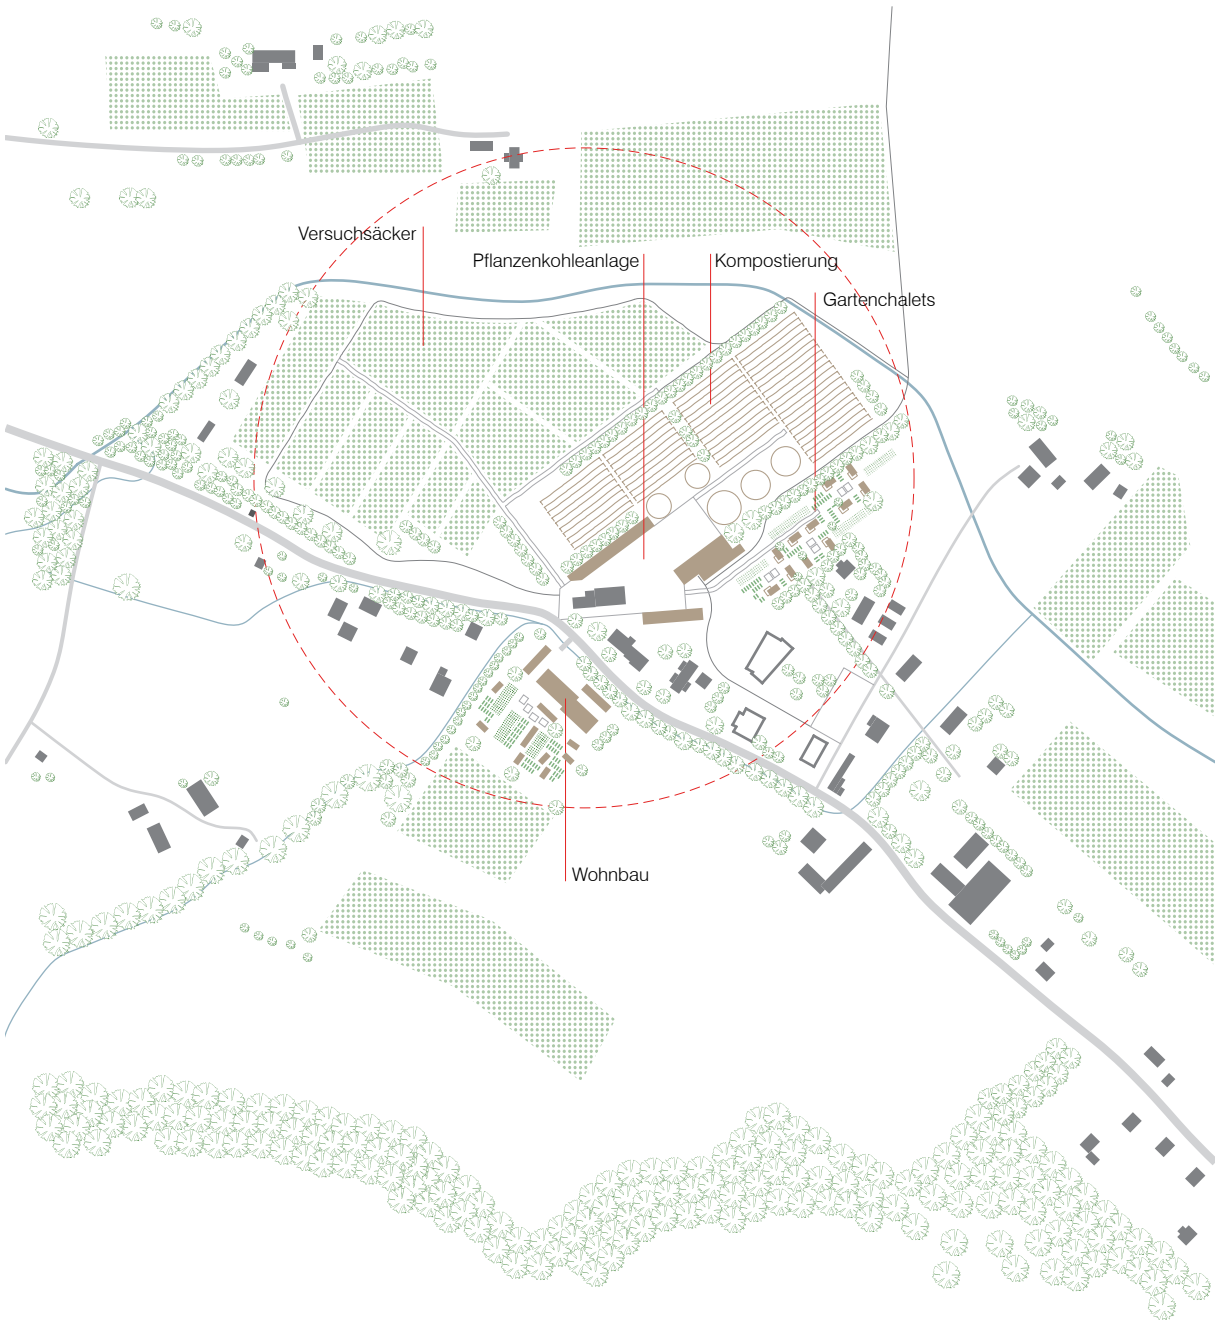 Versuchsäcker
Pflanzenkohleanlage
Kompostierung
Gartenchalets
Wohnbau